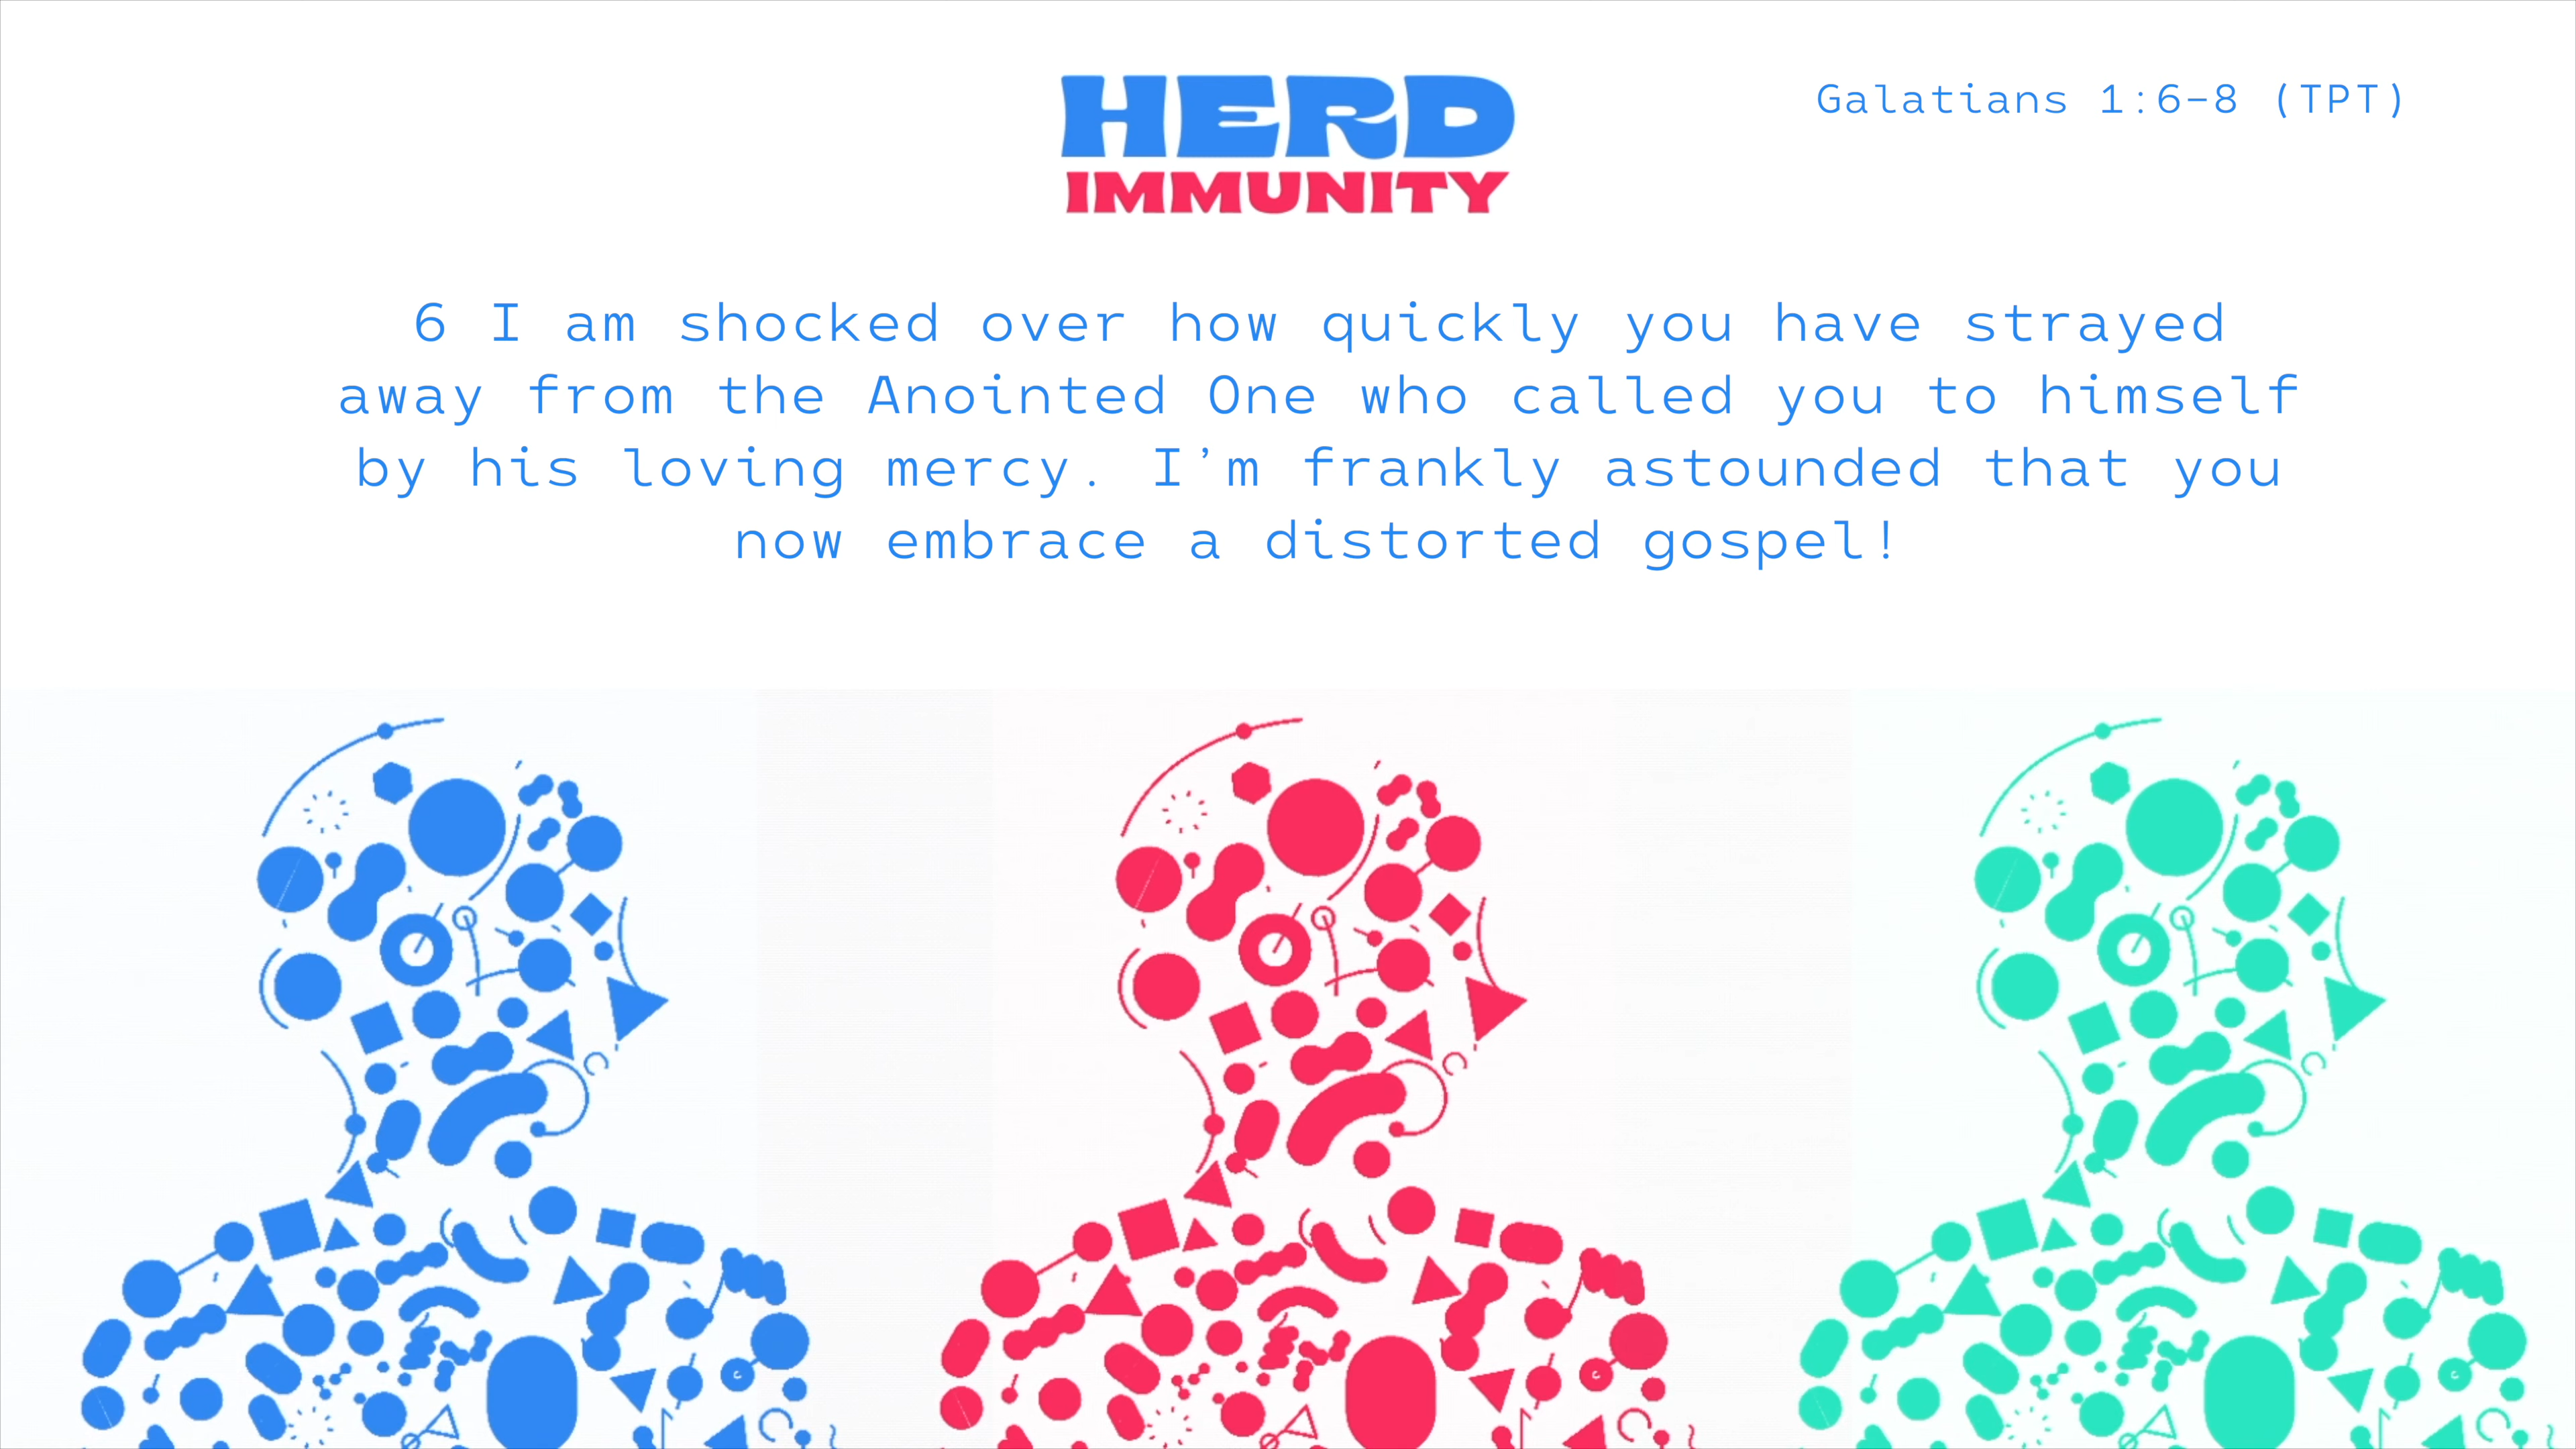 HERD
IMMUNITY
Galatians 1:6–8 (TPT)
6 I am shocked over how quickly you have strayed
away from the Anointed One who called you to himself
by his loving mercy. I’m frankly astounded that you
now embrace a distorted gospel!